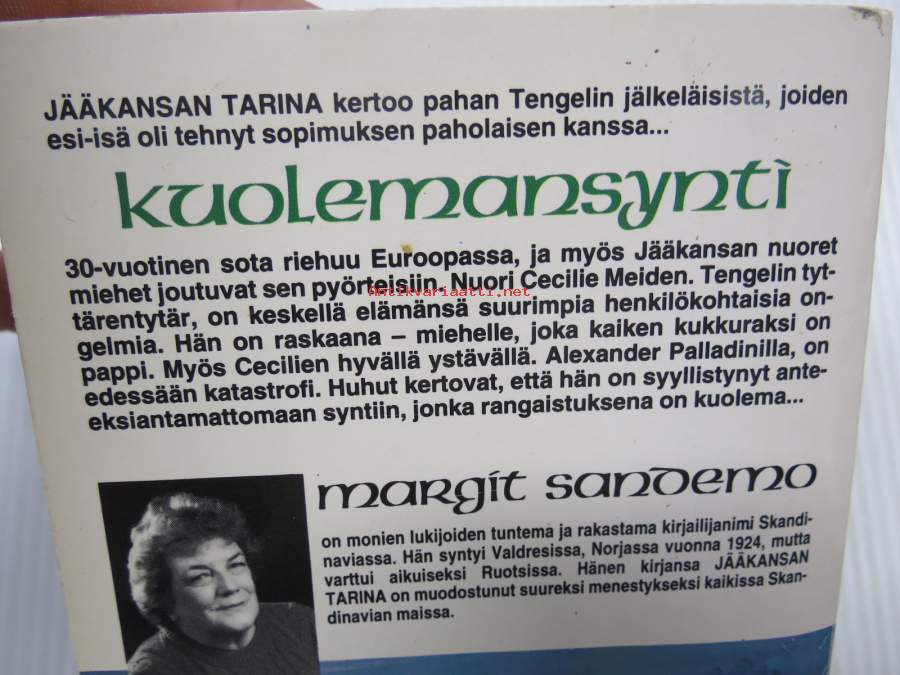 JÄÄKANSAN TARINA kertoo pahan Tengelin jälkeläisistä, joiden
esi-isä oli tehnyt sopimuksen paholaisen kanssa...
kuolemansynti
30-vuotinen sota riehuu Euroopassa, ja myös Jääkansan nuoret
miehet joutuvat sen pyörteisiin. Nuori Cecilie Meiden. Tengelin tyt-
antikvariaatti.net
tärentytär, on keskellä elämänsä suurimpia henkilökohtaisia on-
gelmia. Hän on raskaana – miehelle, joka kaiken kukkuraksi on
pappi. Myös Cecilien hyvällä ystävällä. Alexander Palladinilla, on
edessään katastrofi. Huhut kertovat, että hän on syyllistynyt ante-
eksiantamattomaan syntiin, jonka rangaistuksena on kuolema...
margit sandemo
on monien lukijoiden tuntema ja rakastama kirjailijanimi Skandi-
naviassa. Hän syntyi Valdresissa, Norjassa vuonna 1924, mutta
varttui aikuiseksi Ruotsissa. Hänen kirjansa JÄÄKANSAN
TARINA on muodostunut suureksi menestykseksi kaikissa Skan-
dinavian maissa.